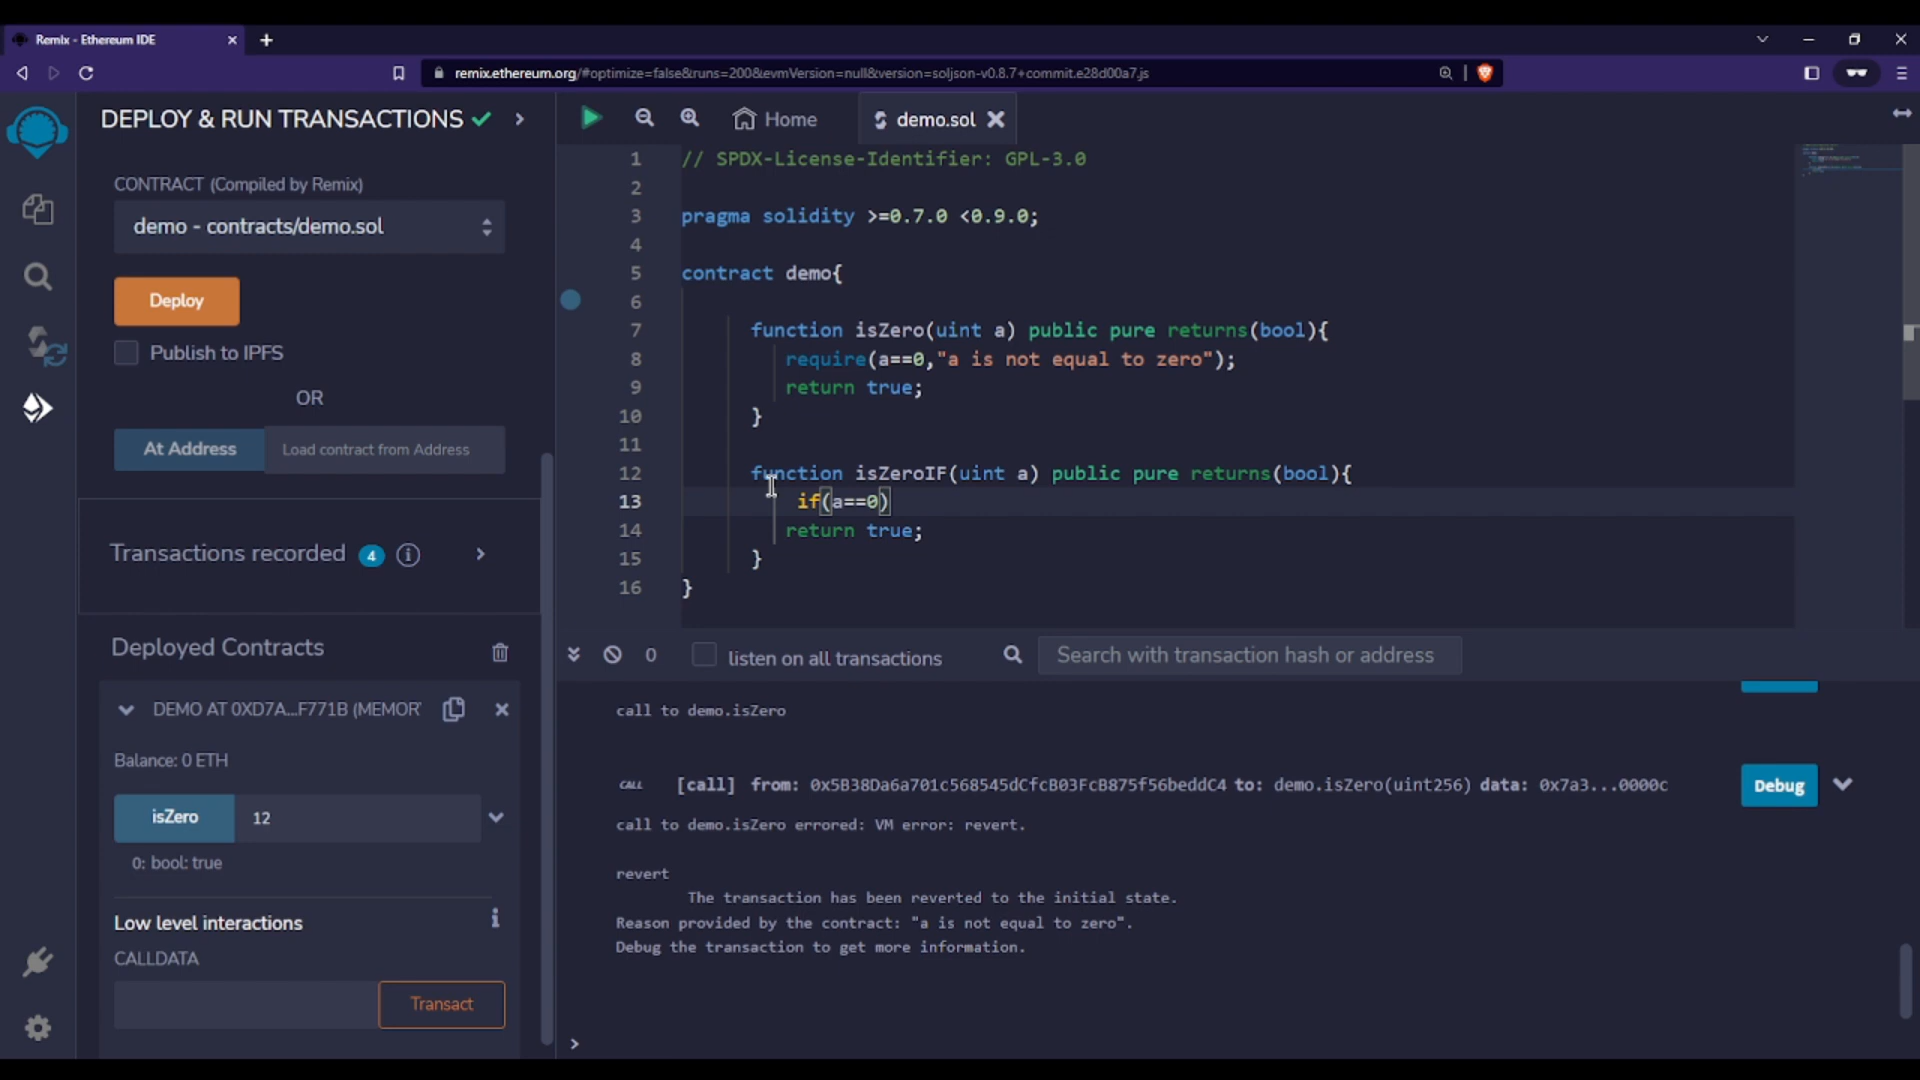 Remix - Ethereum IDE
remix.ethereum.org/#optimize=false&runs=200&evmVersion=null&version=soljson-v0.8.7+commit.e28d00a7.js
DEPLOY & RUN TRANSACTIONS
CONTRACT (Compiled by Remix)
demo - contracts/demo.sol
Deploy
Publish to IPFS
OR
At Address
Load contract from Address
Transactions recorded 4 i
Deployed Contracts
DEMO AT 0XD7A...F771B (MEMOR
Balance: 0 ETH
isZero 12
0: bool: true
Low level interactions i
CALLDATA
Transact
Home
demo.sol
1 // SPDX-License-Identifier: GPL-3.0
2
3 pragma solidity >=0.7.0 <0.9.0;
4
5 contract demo{
6
7 function isZero(uint a) public pure returns(bool){
8 require(a==0,"a is not equal to zero");
9 return true;
10 }
11
12 function isZeroIF(uint a) public pure returns(bool){
13 if(a==0)
14 return true;
15 }
16 }
0 listen on all transactions
Search with transaction hash or address
call to demo.isZero
CALL [call] from: 0x5B38Da6a701c568545dCfcB03FcB875f56beddC4 to: demo.isZero(uint256) data: 0x7a3...0000c
Debug
call to demo.isZero errored: VM error: revert.
revert
The transaction has been reverted to the initial state.
Reason provided by the contract: "a is not equal to zero".
Debug the transaction to get more information.
>